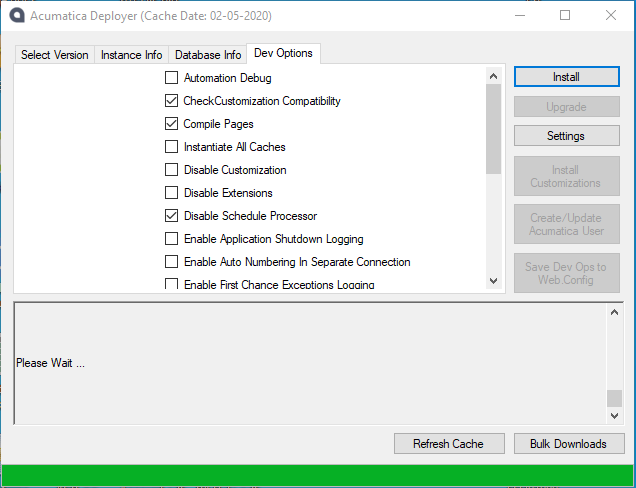 Acumatica Deployer (Cache Date: 02-05-2020)
Select Version Instance Info Database Info Dev Options
Automation Debug
CheckCustomization Compatibility
Compile Pages
Instantiate All Caches
Disable Customization
Disable Extensions
Disable Schedule Processor
Enable Application Shutdown Logging
Enable Auto Numbering In Separate Connection
Enable First Chance Exceptions Logging
Install
Upgrade
Settings
Install
Customizations
Create/Update
Acumatica User
Save Dev Ops to
Web.Config
Please Wait ...
Refresh Cache Bulk Downloads